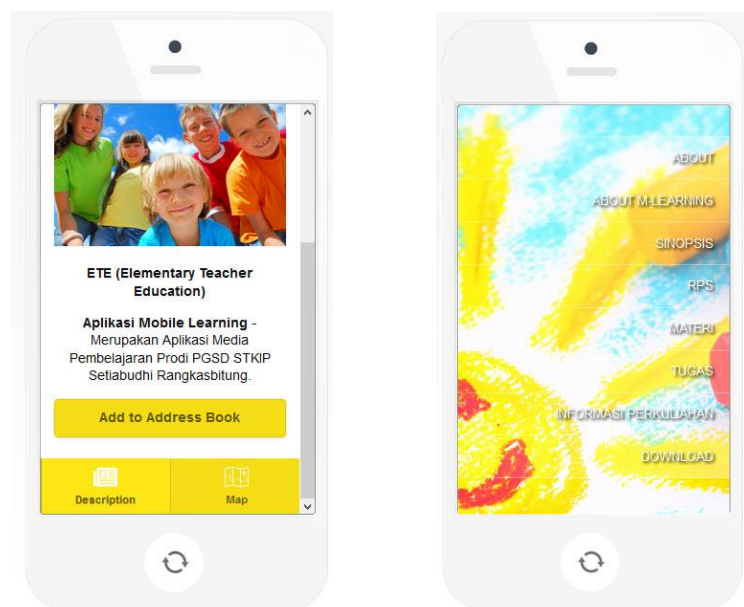 ETE (Elementary Teacher
Education)
Aplikasi Mobile Learning -
Merupakan Aplikasi Media
Pembelajaran Prodi PGSD STKIP
Setiabudhi Rangkasbitung.
Add to Address Book
Description
Map
ABOUT
ABOUT M-LEARNING
SINOPSIS
RPS
MATERI
TUGAS
INFORMASI PERKULIAHAN
DOWNLOAD